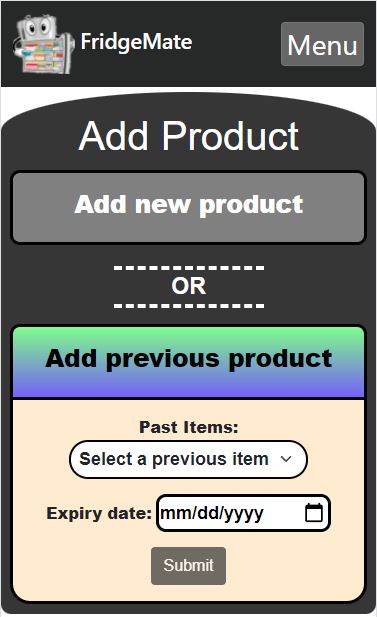 FridgeMate
Menu
Add Product
Add new product
OR
Add previous product
Past Items:
Select a previous item
Expiry date: mm/dd/yyyy
Submit